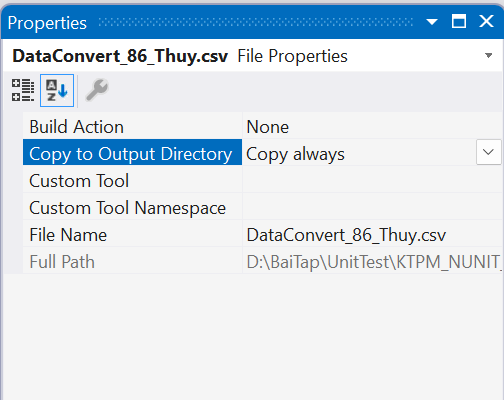 Properties
DataConvert_86_Thuy.csv File Properties
Build Action None
Copy to Output Directory Copy always
Custom Tool
Custom Tool Namespace
File Name DataConvert_86_Thuy.csv
Full Path D:\BaiTap\UnitTest\KTPM_NUNIT_